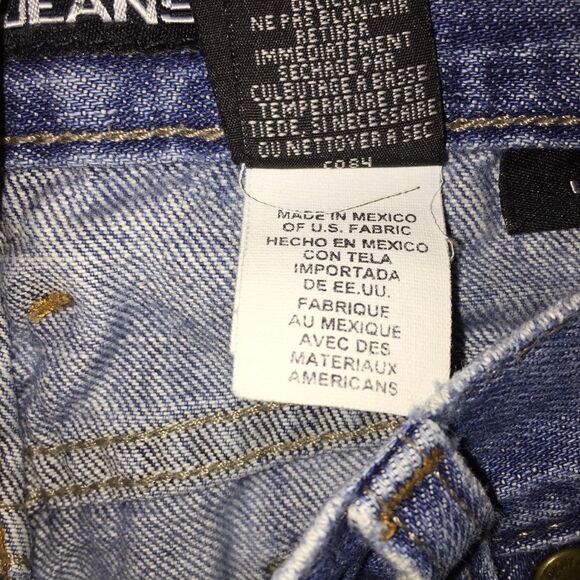 JEANS
NE PAS BLANCHIR
RETIRER
IMMEDIATEMENT
SECHAGE PAR
CULBUTAGE A BASSE
TEMPERATURE
TIEDE. SI NECESSAIRE
OU NETTOYER A SEC
C084
MADE IN MEXICO
OF U.S. FABRIC
HECHO EN MEXICO
CON TELA
IMPORTADA
DE EE.UU.
FABRIQUE
AU MEXIQUE
AVEC DES
MATERIAUX
AMERICANS